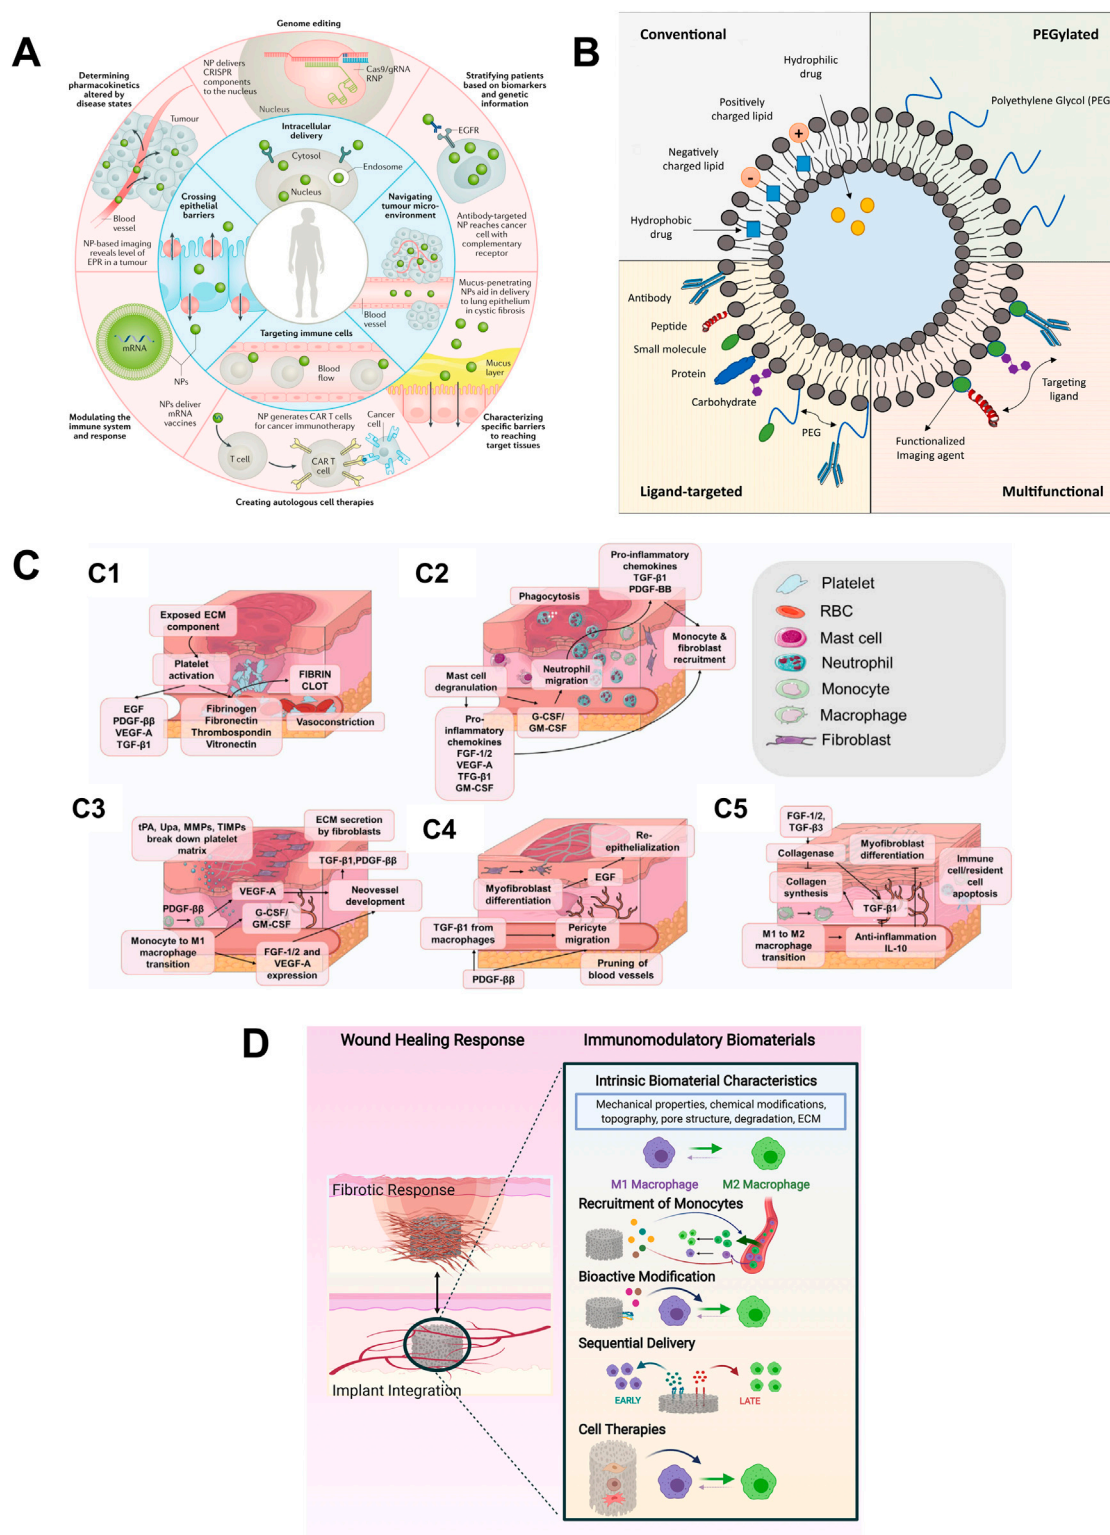 A
Genome editing
NP delivers
CRISPR
components
to the nucleus
Cas9/gRNA
RNP
Nucleus
Determining
pharmacokinetics
altered by
disease states
Tumour
Blood
vessel
NP-based imaging
reveals level of
EPR in a tumour
Stratifying patients
based on biomarkers
and genetic
information
EGFR
Antibody-targeted
NP reaches cancer
cell with
complementary
receptor
Intracellular
delivery
Cytosol
Endosome
Nucleus
Crossing
epithelial
barriers
Navigating
tumour micro-
environment
Blood
vessel
Targeting immune cells
Blood
flow
Mucus-penetrating
NPs aid in delivery
to lung epithelium
in cystic fibrosis
Mucus
layer
Characterizing
specific barriers
to reaching
target tissues
mRNA
NPs
NPs deliver
mRNA
vaccines
Modulating the
immune system
and response
NP generates CAR T cells
for cancer immunotherapy
Cancer
cell
T cell
CAR T
cell
Creating autologous cell therapies
B
Conventional
PEGylated
Hydrophilic
drug
Positively
charged lipid
+
Negatively
charged lipid
-
Hydrophobic
drug
Polyethylene Glycol (PEG
Antibody
Peptide
Small molecule
Protein
Carbohydrate
PEG
Ligand-targeted
Targeting
ligand
Functionalized
Imaging agent
Multifunctional
C
C1
Exposed ECM
component
Platelet
activation
FIBRIN
CLOT
EGF
PDGF-ββ
VEGF-A
TGF-β1
Fibrinogen
Fibronectin
Thrombospondin
Vitronectin
Vasoconstriction
C2
Pro-inflammatory
chemokines
TGF-β1
PDGF-BB
Phagocytosis
Monocyte &
fibroblast
recruitment
Neutrophil
migration
Mast cell
degranulation
G-CSF/
GM-CSF
Pro-
inflammatory
chemokines
FGF-1/2
VEGF-A
TFG-β1
GM-CSF
Platelet
RBC
Mast cell
Neutrophil
Monocyte
Macrophage
Fibroblast
C3
tPA, Upa, MMPs, TIMPs
break down platelet
matrix
ECM secretion
by fibroblasts
TGF-β1,PDGF-ββ
VEGF-A
Neovessel
development
PDGF-ββ
G-CSF/
GM-CSF
Monocyte to M1
macrophage
transition
FGF-1/2 and
VEGF-A
expression
C4
Re-
epithelialization
EGF
Myofibroblast
differentiation
TGF-β1 from
macrophages
Pericyte
migration
Pruning of
blood vessels
PDGF-ββ
C5
FGF-1/2,
TGF-β3
Collagenase
Myofibroblast
differentiation
Immune
cell/resident
cell
apoptosis
Collagen
synthesis
TGF-β1
M1 to M2
macrophage
transition
Anti-inflammation
IL-10
D
Wound Healing Response
Immunomodulatory Biomaterials
Intrinsic Biomaterial Characteristics
Mechanical properties, chemical modifications,
topography, pore structure, degradation, ECM
M1 Macrophage
M2 Macrophage
Recruitment of Monocytes
Bioactive Modification
Sequential Delivery
EARLY
LATE
Cell Therapies
Fibrotic Response
Implant Integration